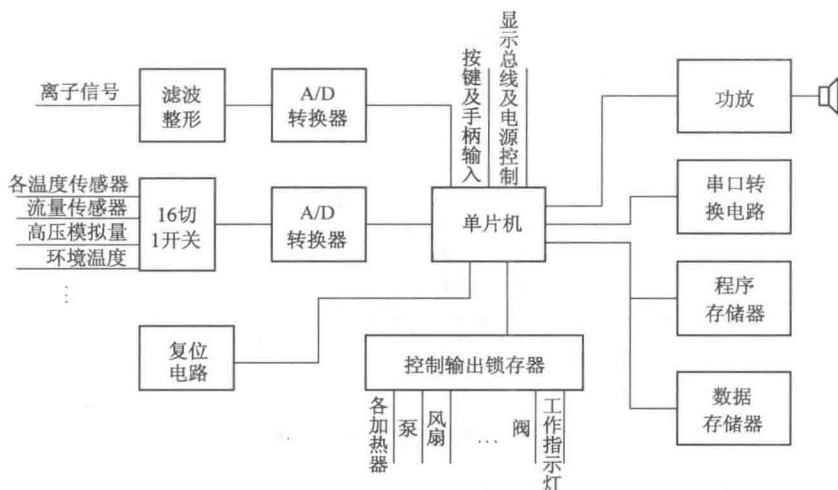 离子信号
滤波
整形
A/D
转换器
按键及手柄输入
显示总线及电源控制
功放
各温度传感器
流量传感器
高压模拟量
环境温度
⋮
16切
1开关
A/D
转换器
单片机
串口转
换电路
程序
存储器
复位
电路
控制输出锁存器
数据
存储器
各加热器
泵
风扇
…
阀
工作指示灯